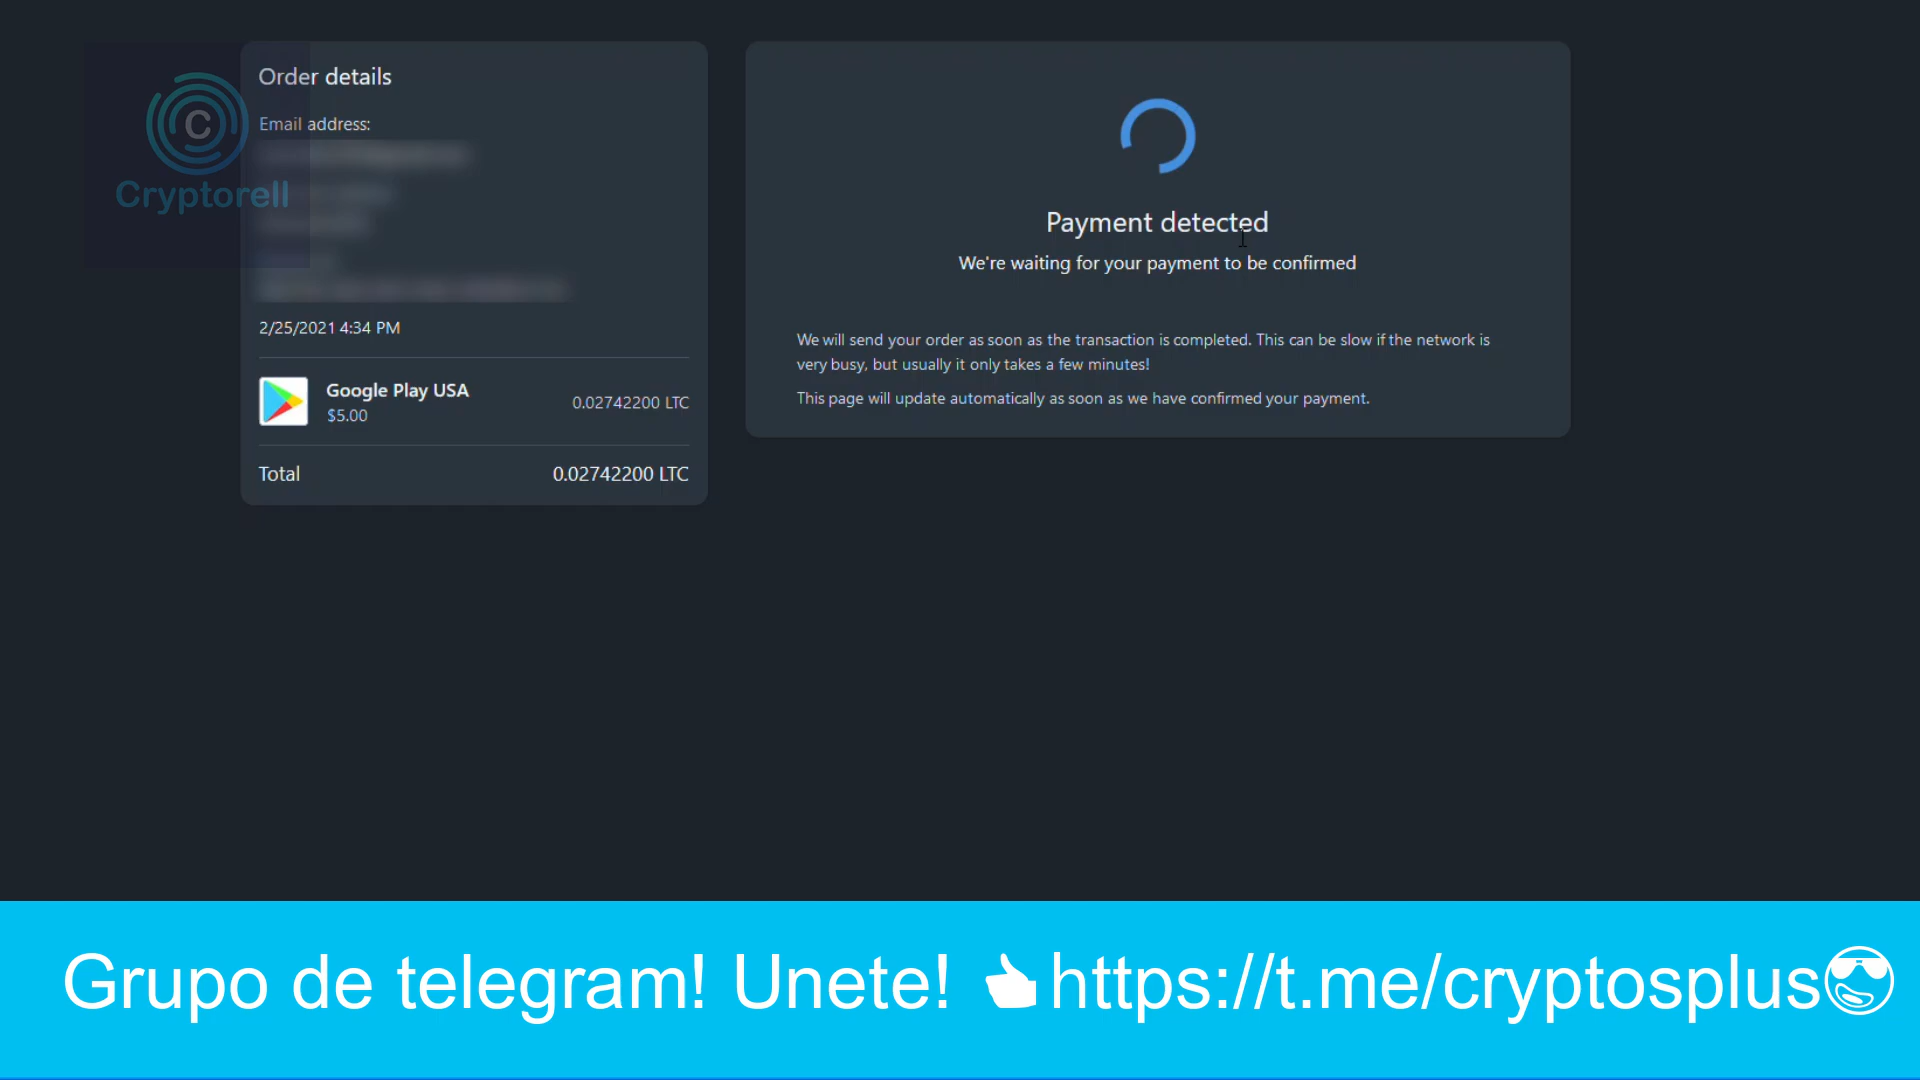 Cryptorell
Order details
Email address:
2/25/2021 4:34 PM
Google Play USA
$5.00
0.02742200 LTC
Total
0.02742200 LTC
Payment detected
We're waiting for your payment to be confirmed
We will send your order as soon as the transaction is completed. This can be slow if the network is
very busy, but usually it only takes a few minutes!
This page will update automatically as soon as we have confirmed your payment.
Grupo de telegram! Unete! 👍https://t.me/cryptosplus😎